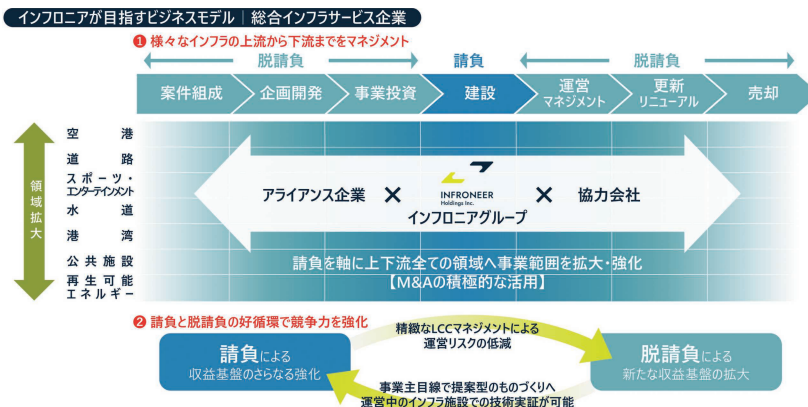 インフロニアが目指すビジネスモデル｜総合インフラサービス企業
❶ 様々なインフラの上流から下流までをマネジメント
脱請負 請負 脱請負
案件組成 企画開発 事業投資 建設 運営マネジメント 更新リニューアル 売却
領域拡大
空港
道路
スポーツ・
エンターテインメント
水道
港湾
公共施設
再生可能
エネルギー
アライアンス企業 × INFRONEER Holdings Inc. × 協力会社
インフロニアグループ
請負を軸に上下流全ての領域へ事業範囲を拡大・強化
【M&Aの積極的な活用】
❷ 請負と脱請負の好循環で競争力を強化
精緻なLCCマネジメントによる
運営リスクの低減
請負による
収益基盤のさらなる強化
脱請負による
新たな収益基盤の拡大
事業主目線で提案型のものづくりへ
運営中のインフラ施設での技術実証が可能